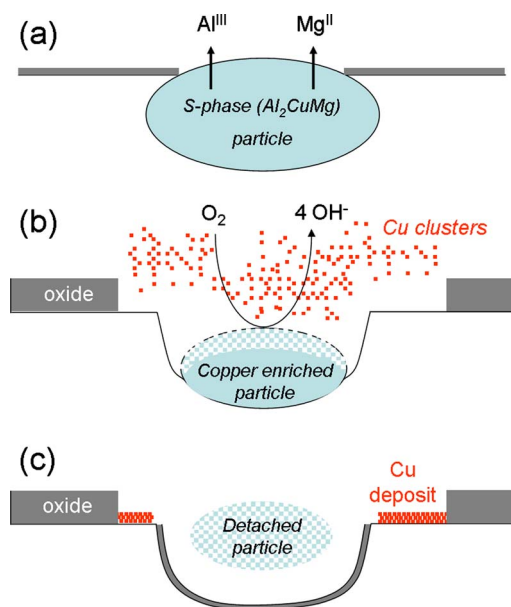 (a)
Al^III Mg^II
S-phase (Al₂CuMg)
particle
(b)
O₂ 4 OH⁻ Cu clusters
oxide
Copper enriched
particle
(c)
Cu
deposit
oxide
Detached
particle